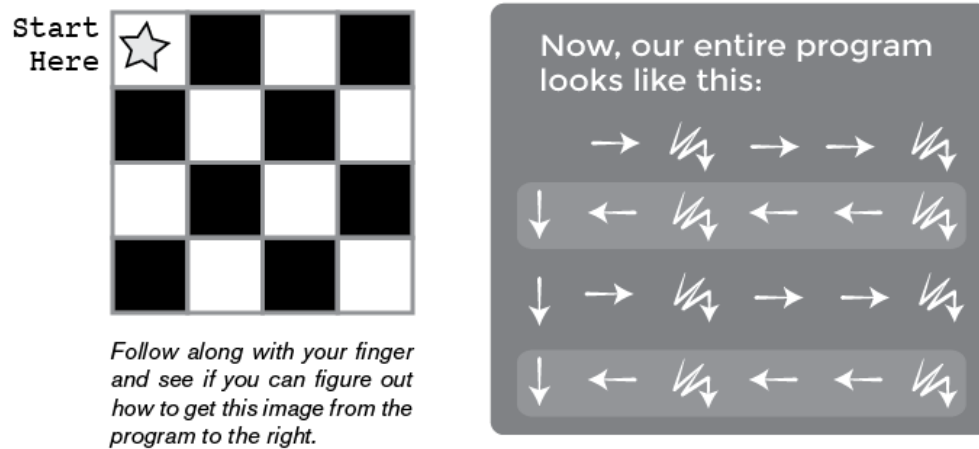 Start
Here
Now, our entire program
looks like this:
Follow along with your finger
and see if you can figure out
how to get this image from the
program to the right.